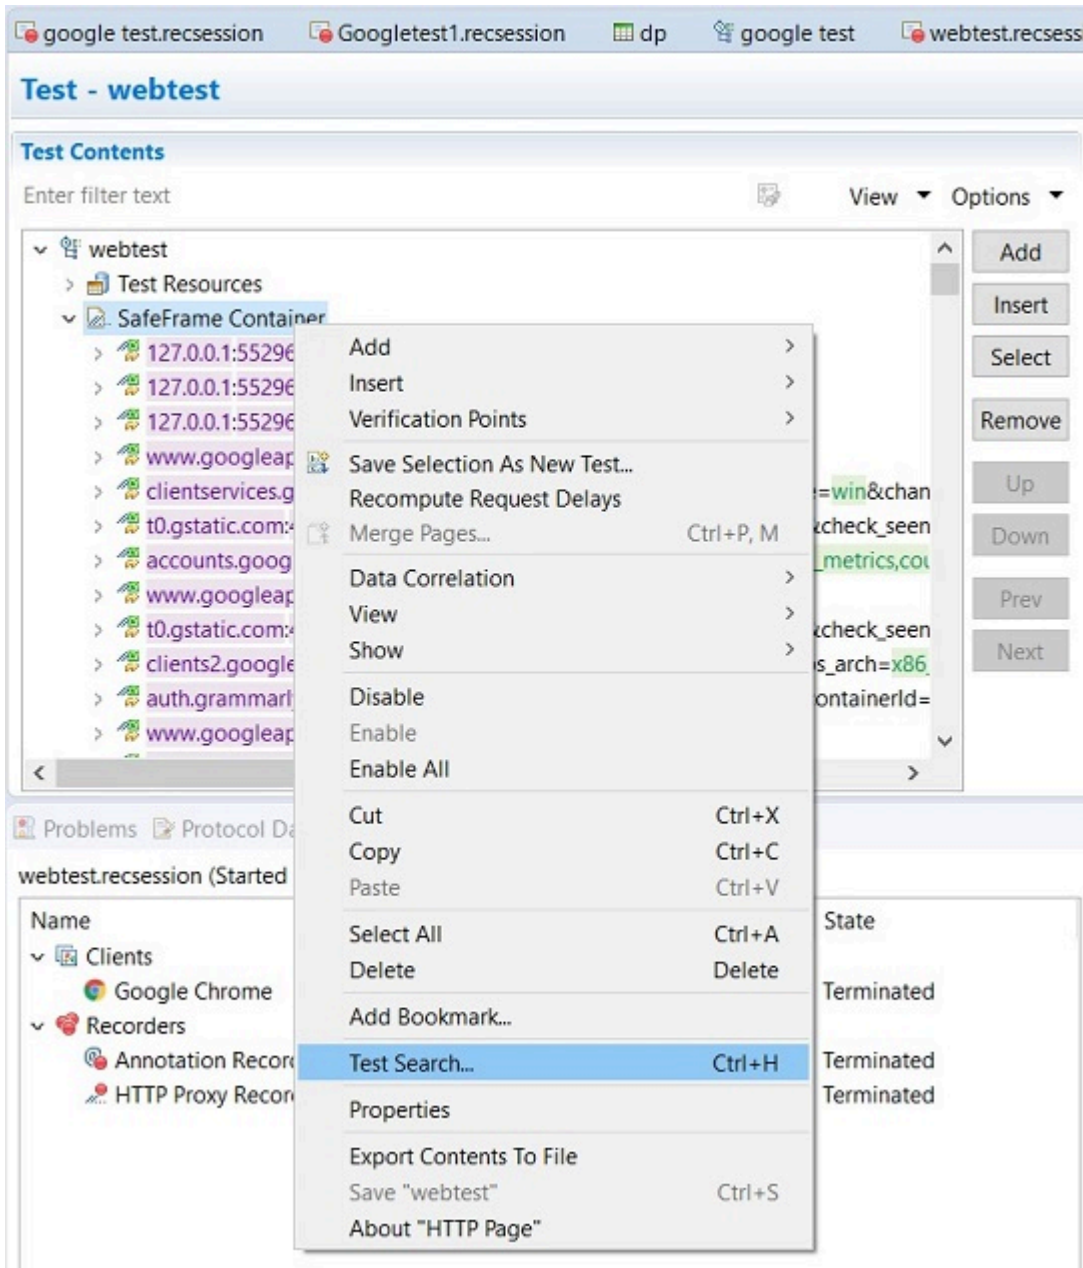 google test.recsession Googletest1.recsession dp google test webtest.recsess
Test - webtest
Test Contents
Enter filter text View Options
webtest
Test Resources
SafeFrame Container
127.0.0.1:55296
127.0.0.1:55296
127.0.0.1:55296
www.googleap
clientservices.g =win&chan
t0.gstatic.com: &check_seen
accounts.goog _metrics,cou
www.googleap
t0.gstatic.com: &check_seen
clients2.google s_arch=x86_
auth.grammarl ontainerId=
www.googleap
Add
Insert
Select
Remove
Up
Down
Prev
Next
Add
Insert
Verification Points
Save Selection As New Test...
Recompute Request Delays
Merge Pages... Ctrl+P, M
Data Correlation
View
Show
Disable
Enable
Enable All
Cut Ctrl+X
Copy Ctrl+C
Paste Ctrl+V
Select All Ctrl+A
Delete Delete
Add Bookmark...
Test Search... Ctrl+H
Properties
Export Contents To File
Save "webtest" Ctrl+S
About "HTTP Page"
Problems Protocol Da
webtest.recsession (Started
Name State
Clients
Google Chrome Terminated
Recorders
Annotation Record Terminated
HTTP Proxy Recor Terminated